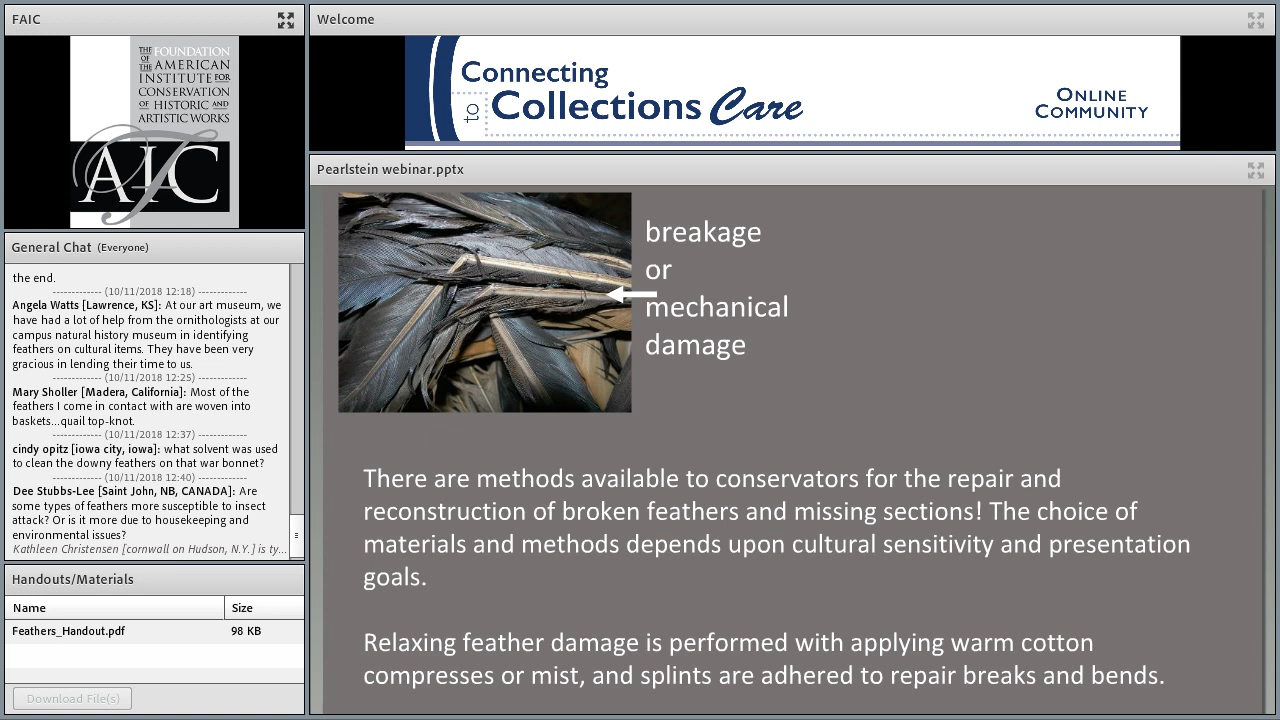 FAIC
THE FOUNDATION
OF THE AMERICAN
INSTITUTE FOR
CONSERVATION
OF HISTORIC AND
ARTISTIC WORKS
AIC
General Chat (Everyone)
the end.
------------- (10/11/2018 12:18) -------------
Angela Watts [Lawrence, KS]: At our art museum, we
have had a lot of help from the ornithologists at our
campus natural history museum in identifying
feathers on cultural items. They have been very
gracious in lending their time to us.
------------- (10/11/2018 12:25) -------------
Mary Sholler [Madera, California]: Most of the
feathers I come in contact with are woven into
baskets...quail top-knot.
------------- (10/11/2018 12:37) -------------
cindy opitz [iowa city, iowa]: what solvent was used
to clean the downy feathers on that war bonnet?
------------- (10/11/2018 12:40) -------------
Dee Stubbs-Lee [Saint John, NB, CANADA]: Are
some types of feathers more susceptible to insect
attack? Or is it more due to housekeeping and
environmental issues?
Kathleen Christensen [cornwall on Hudson, N.Y.] is ty...
Handouts/Materials
Name Size
Feathers_Handout.pdf 98 KB
Download File(s)
Welcome
Connecting
to Collections Care
ONLINE
COMMUNITY
Pearlstein webinar.pptx
breakage
or
mechanical
damage
There are methods available to conservators for the repair and
reconstruction of broken feathers and missing sections! The choice of
materials and methods depends upon cultural sensitivity and presentation
goals.
Relaxing feather damage is performed with applying warm cotton
compresses or mist, and splints are adhered to repair breaks and bends.